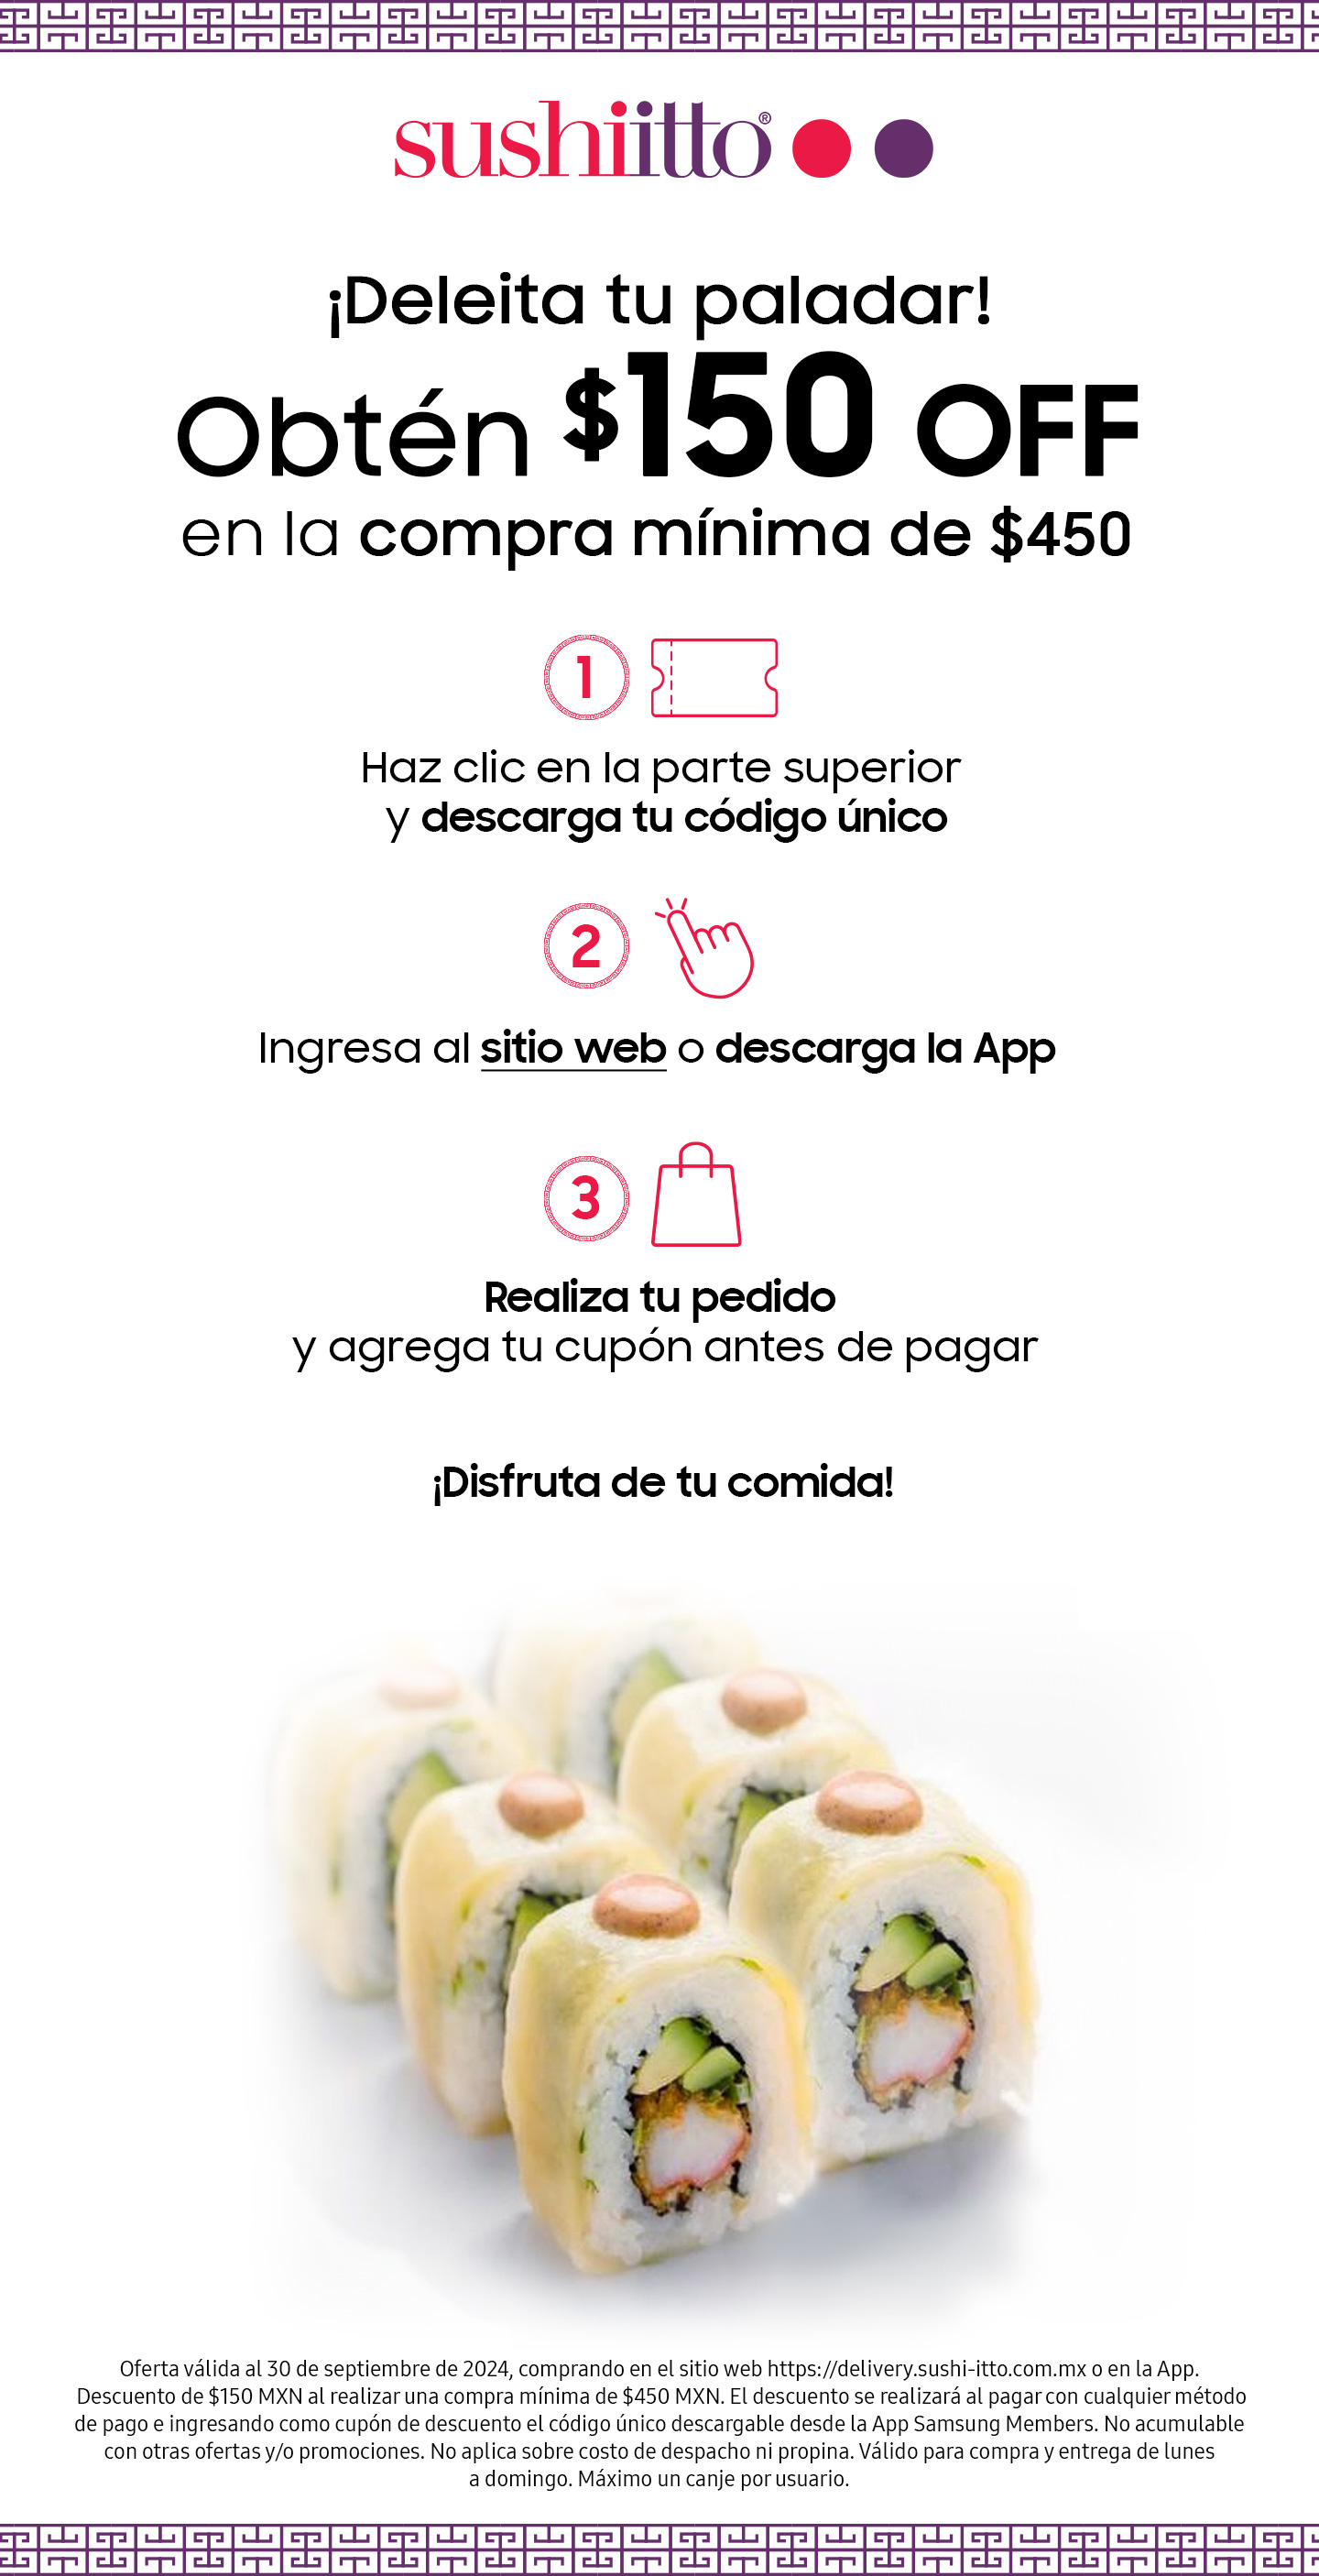 sushiitto®
¡Deleita tu paladar!
Obtén $150 OFF
en la compra mínima de $450
1
Haz clic en la parte superior
y descarga tu código único
2
Ingresa al sitio web o descarga la App
3
Realiza tu pedido
y agrega tu cupón antes de pagar
¡Disfruta de tu comida!
Oferta válida al 30 de septiembre de 2024, comprando en el sitio web https://delivery.sushi-itto.com.mx o en la App.
Descuento de $150 MXN al realizar una compra mínima de $450 MXN. El descuento se realizará al pagar con cualquier método
de pago e ingresando como cupón de descuento el código único descargable desde la App Samsung Members. No acumulable
con otras ofertas y/o promociones. No aplica sobre costo de despacho ni propina. Válido para compra y entrega de lunes
a domingo. Máximo un canje por usuario.